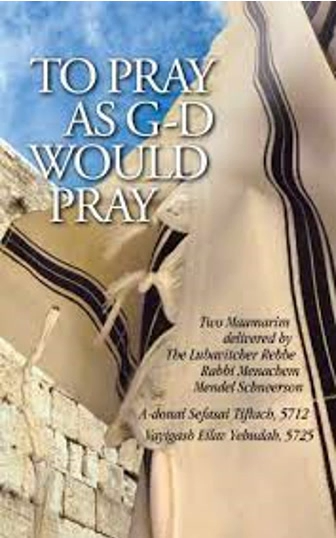 TO PRAY
AS G-D
WOULD
PRAY
Two Maamarim
delivered by
The Lubavitcher Rebbe
Rabbi Menachem
Mendel Schneerson
A-donai Sefasai Tiftach, 5712
Vayigash Eilav Yehudah, 5725